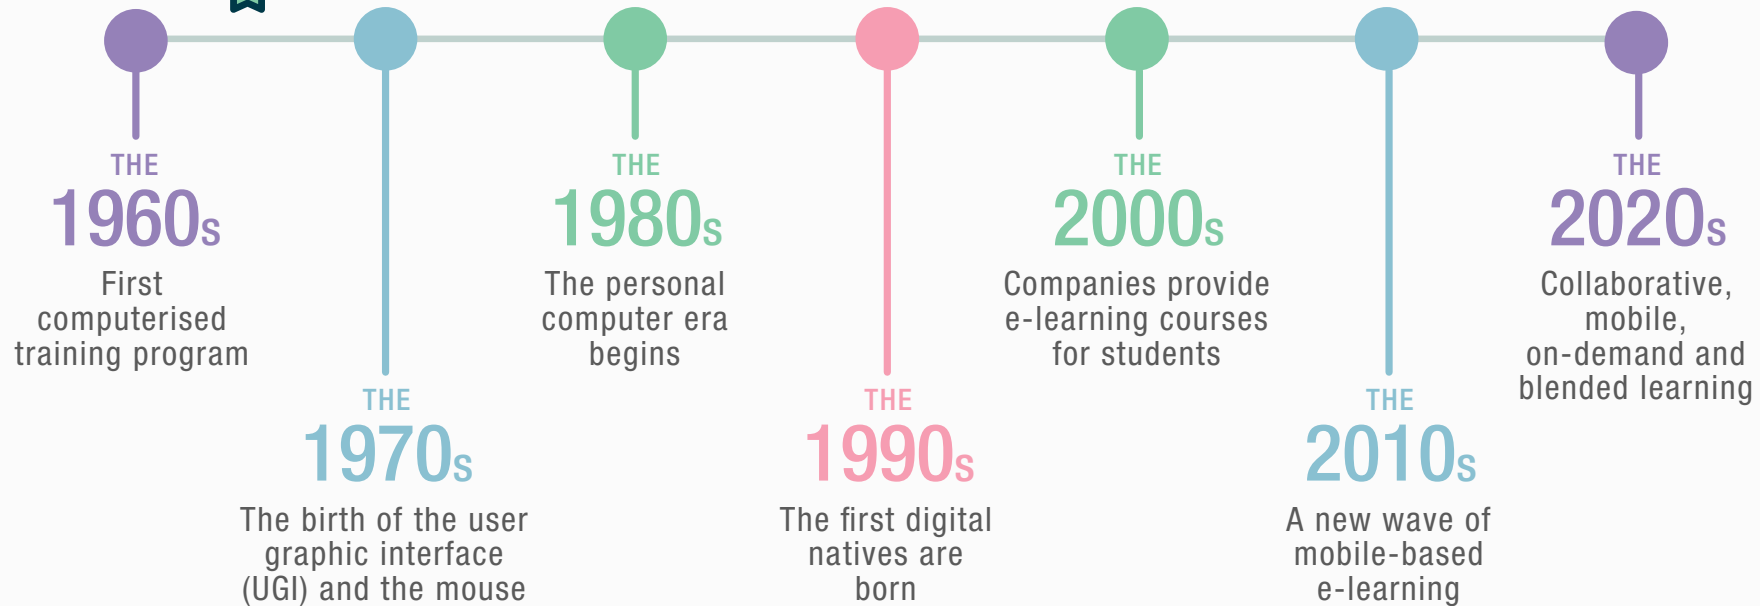 THE
1960s
First
computerised
training program
THE
1970s
The birth of the user
graphic interface
(UGI) and the mouse
THE
1980s
The personal
computer era
begins
THE
1990s
The first digital
natives are
born
THE
2000s
Companies provide
e-learning courses
for students
THE
2010s
A new wave of
mobile-based
e-learning
THE
2020s
Collaborative,
mobile,
on-demand and
blended learning